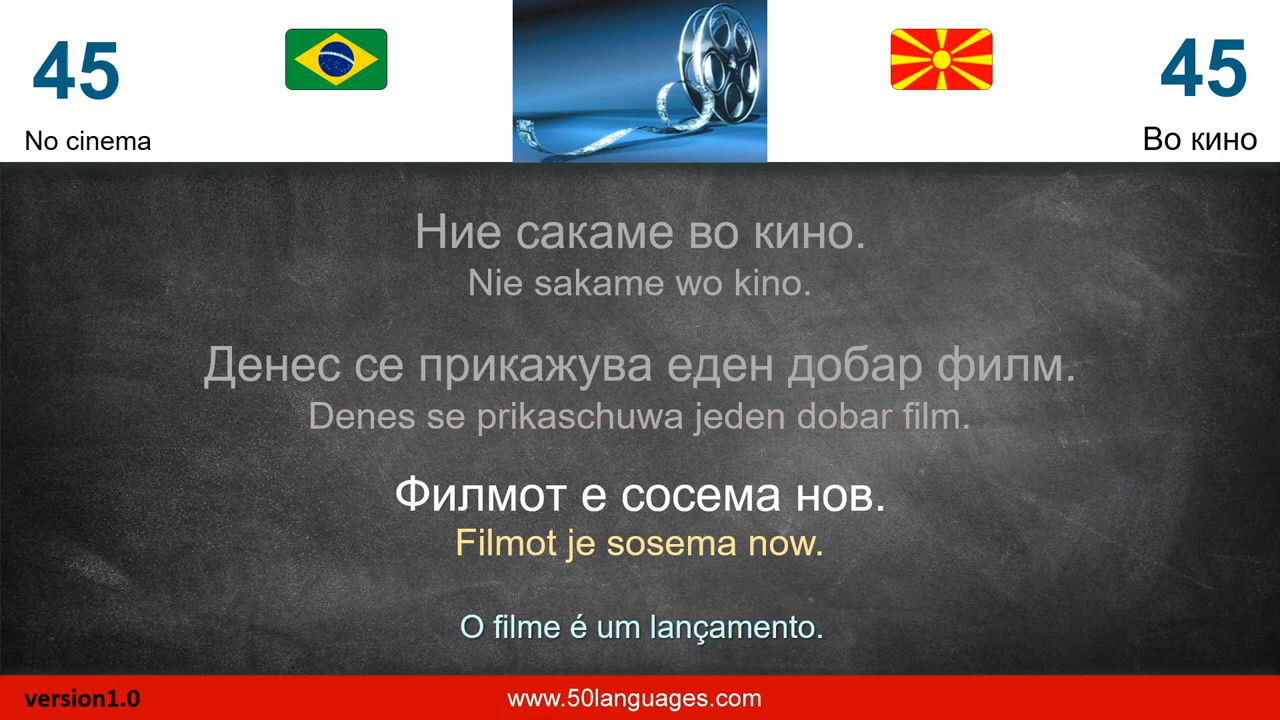 45
45
No cinema
Во кино
Ние сакаме во кино.
Nie sakame wo kino.
Денес се прикажува еден добар филм.
Denes se prikaschuwa jeden dobar film.
Филмот е сосема нов.
Filmot je sosema now.
O filme é um lançamento.
version1.0
www.50languages.com